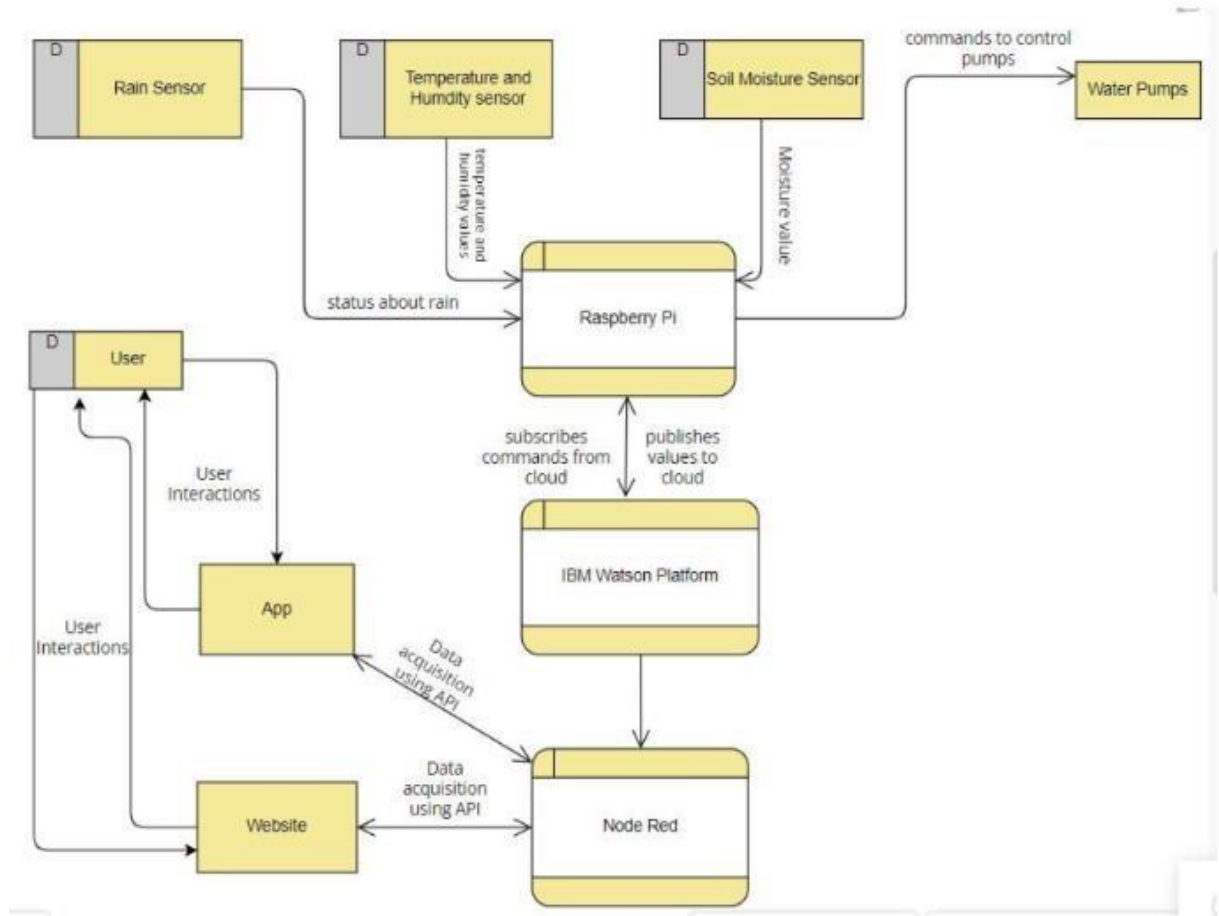 D
Rain Sensor
D
Temperature and
Humdity sensor
D
Soil Moisture Sensor
commands to control
pumps
Water Pumps
temperature and
humidity values
Moisture value
status about rain
Raspberry Pi
D
User
subscribes
commands from
cloud
publishes
values to
cloud
User
Interactions
IBM Watson Platform
App
User
Interactions
Data
acquisition
using API
Data
acquisition
using API
Website
Node Red